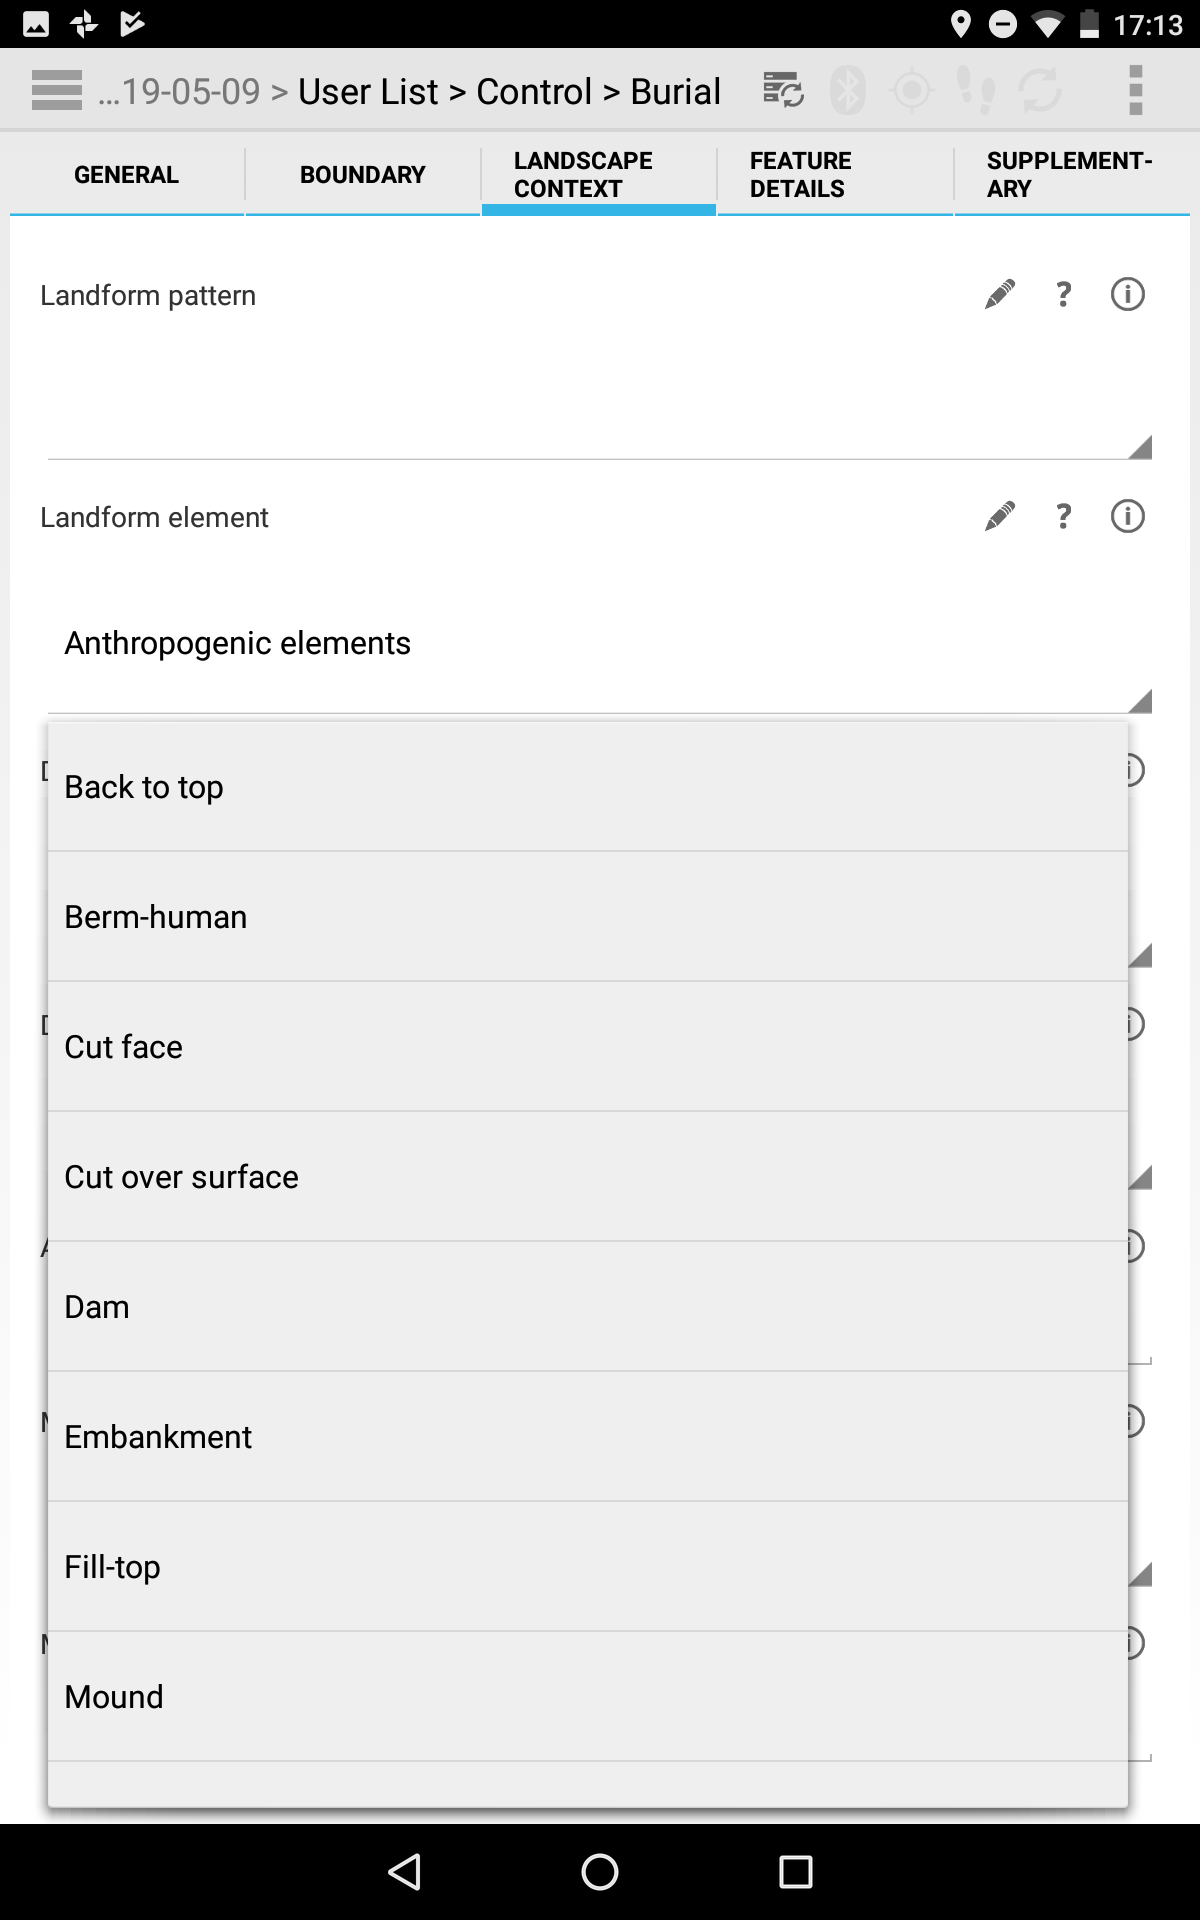 17:13
...19-05-09 > User List > Control > Burial
GENERAL
BOUNDARY
LANDSCAPE
CONTEXT
FEATURE
DETAILS
SUPPLEMENT-
ARY
Landform pattern
?
Landform element
?
Anthropogenic elements
Back to top
Berm-human
Cut face
Cut over surface
Dam
Embankment
Fill-top
Mound